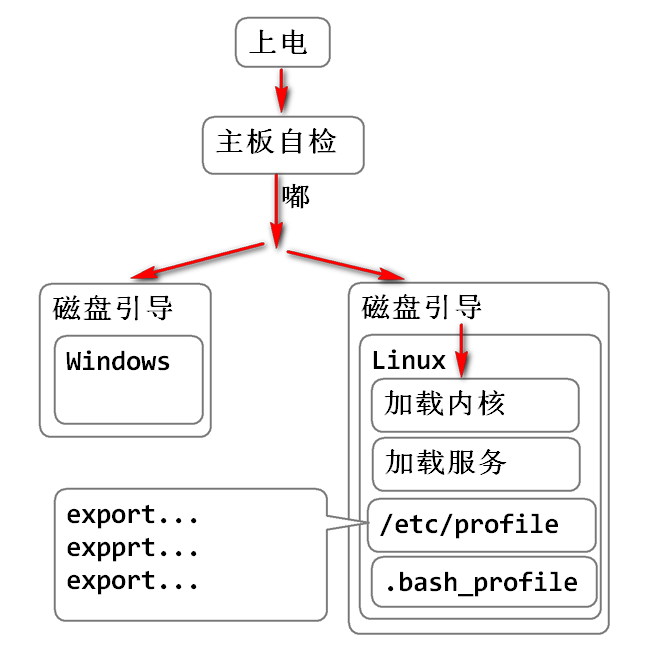 上电
主板自检
嘟
磁盘引导
Windows
磁盘引导
Linux
加载内核
加载服务
/etc/profile
.bash_profile
export...
expprt...
export...